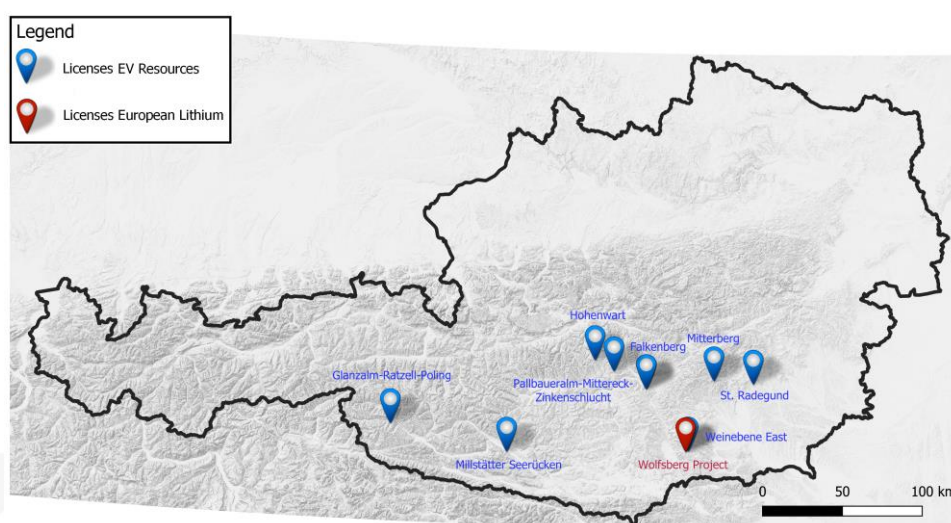 Legend
Licenses EV Resources
Licenses European Lithium
Hohenwart
Falkenberg
Mitterberg
Glanzalm-Ratzell-Poling
Pallbaueralm-Mittereck-
Zinkenschlucht
St. Radegund
Weinebene East
Millstätter Seerücken
Wolfsberg Project
0 50 100 km